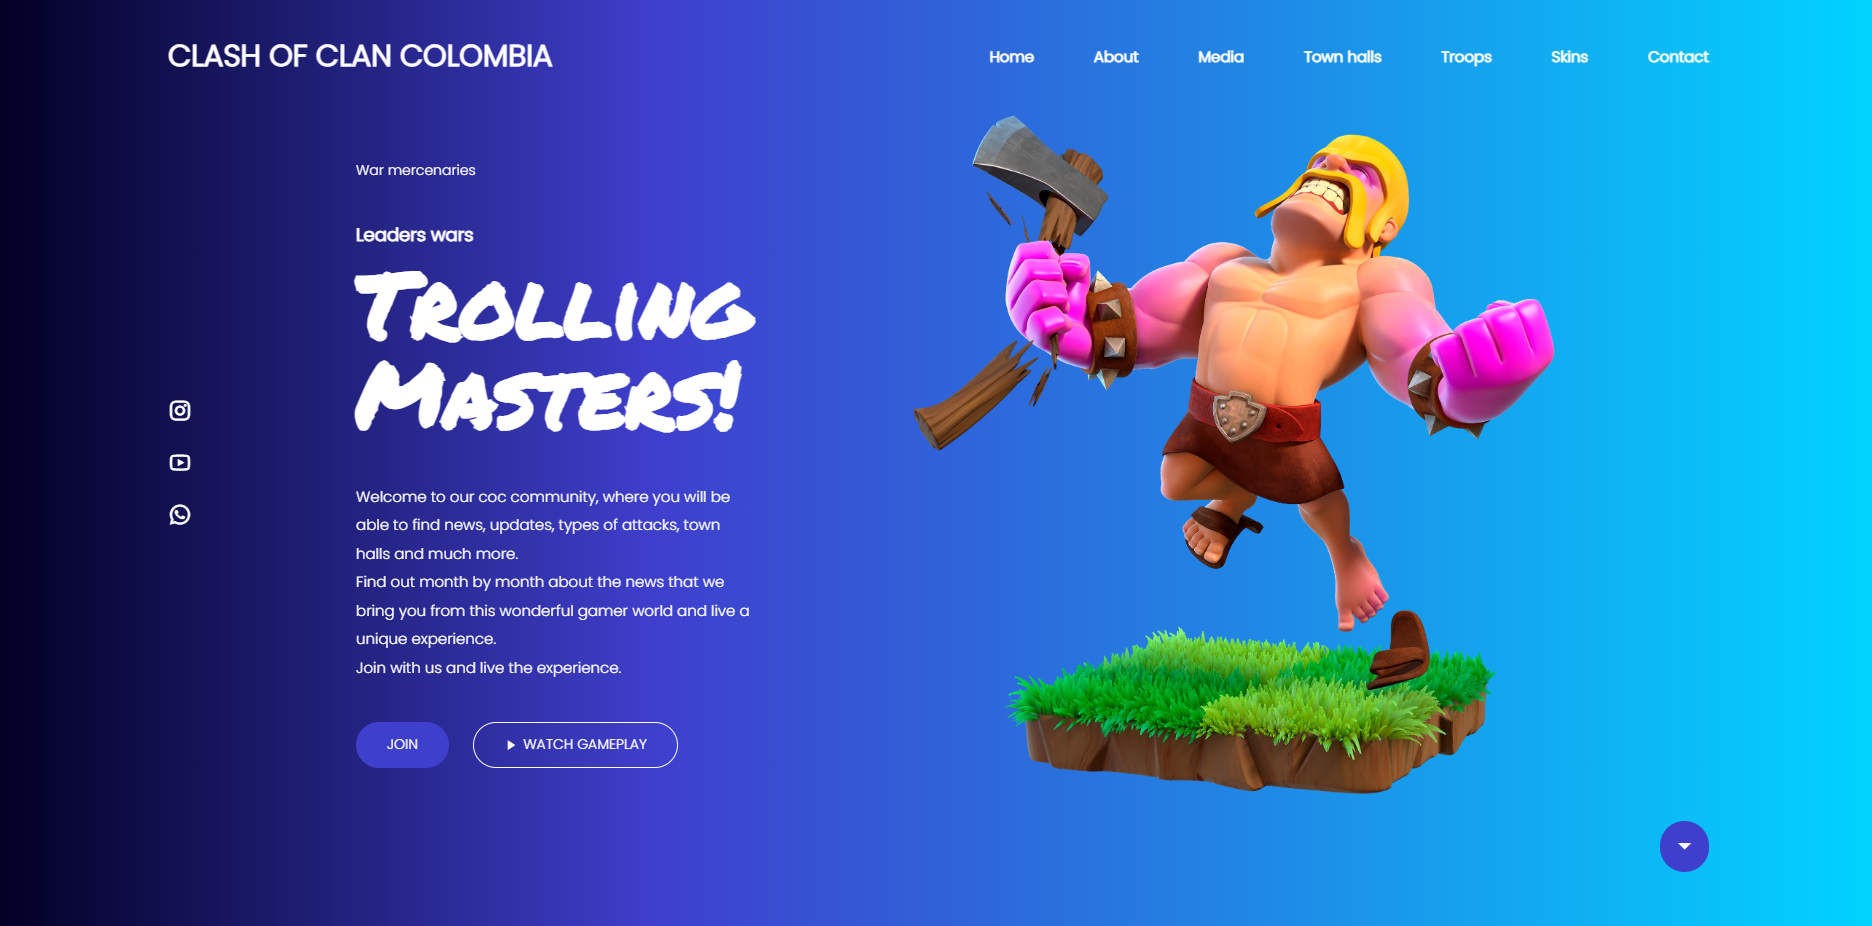 CLASH OF CLAN COLOMBIA
Home About Media Town halls Troops Skins Contact
War mercenaries
Leaders wars
TROLLING
MASTERS!
Welcome to our coc community, where you will be
able to find news, updates, types of attacks, town
halls and much more.
Find out month by month about the news that we
bring you from this wonderful gamer world and live a
unique experience.
Join with us and live the experience.
JOIN
WATCH GAMEPLAY